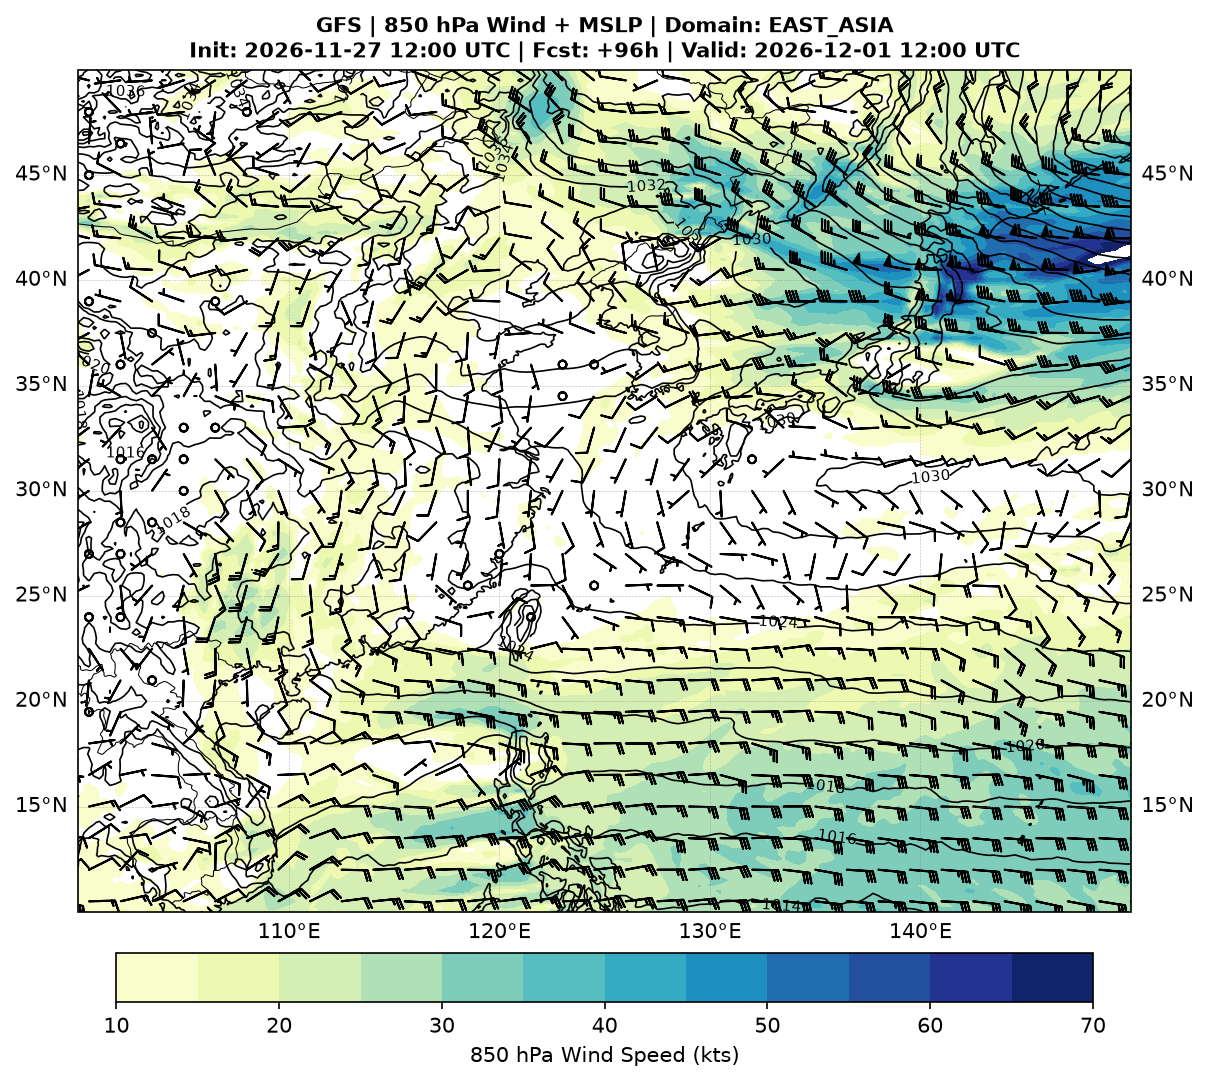 GFS | 850 hPa Wind + MSLP | Domain: EAST_ASIA
Init: 2026-11-27 12:00 UTC | Fcst: +96h | Valid: 2026-12-01 12:00 UTC
1036
1032
1030
45°N 45°N
40°N 40°N
35°N 35°N
1030
1016
1030
30°N 30°N
1018
25°N 25°N
1024
1024
20°N 20°N
1020
1018
15°N 15°N
1016
1014
110°E 120°E 130°E 140°E
10 20 30 40 50 60 70
850 hPa Wind Speed (kts)